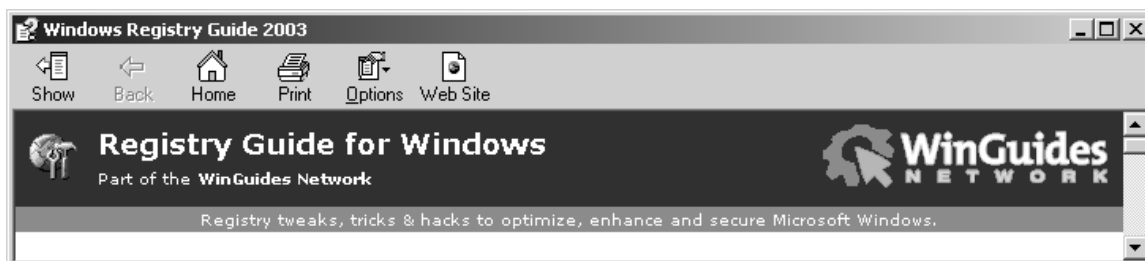 Windows Registry Guide 2003
Show Back Home Print Options Web Site
Registry Guide for Windows
Part of the WinGuides Network
WinGuides
NETWORK
Registry tweaks, tricks & hacks to optimize, enhance and secure Microsoft Windows.